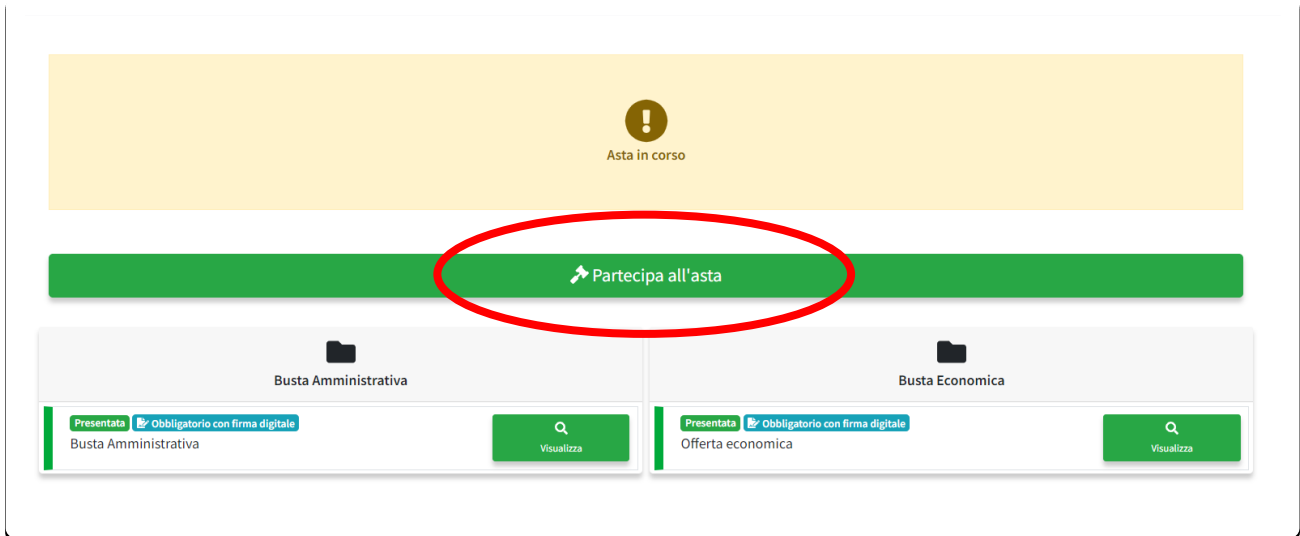 Asta in corso
Partecipa all'asta
Busta Amministrativa
Presentata Obbligatorio con firma digitale
Busta Amministrativa
Visualizza
Busta Economica
Presentata Obbligatorio con firma digitale
Offerta economica
Visualizza